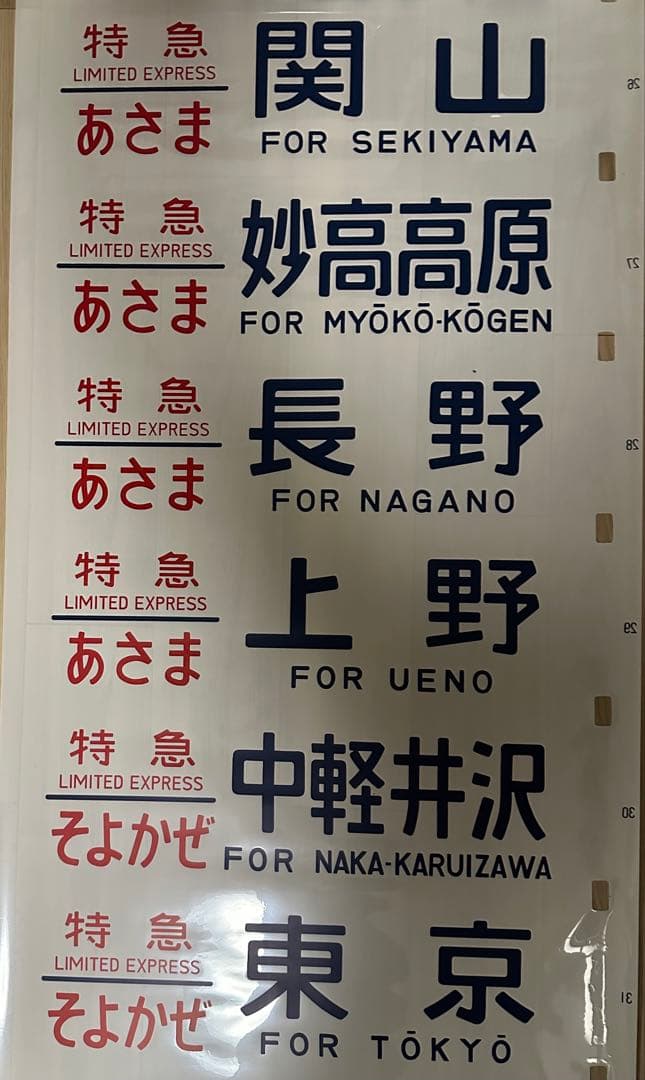 特急
LIMITED EXPRESS
あさま
関山
FOR SEKIYAMA
26
特急
LIMITED EXPRESS
あさま
妙高高原
FOR MYŌKŌ-KŌGEN
27
特急
LIMITED EXPRESS
あさま
長野
FOR NAGANO
28
特急
LIMITED EXPRESS
あさま
上野
FOR UENO
29
特急
LIMITED EXPRESS
そよかぜ
中軽井沢
FOR NAKA-KARUIZAWA
30
特急
LIMITED EXPRESS
そよかぜ
東京
FOR TŌKYŌ
31